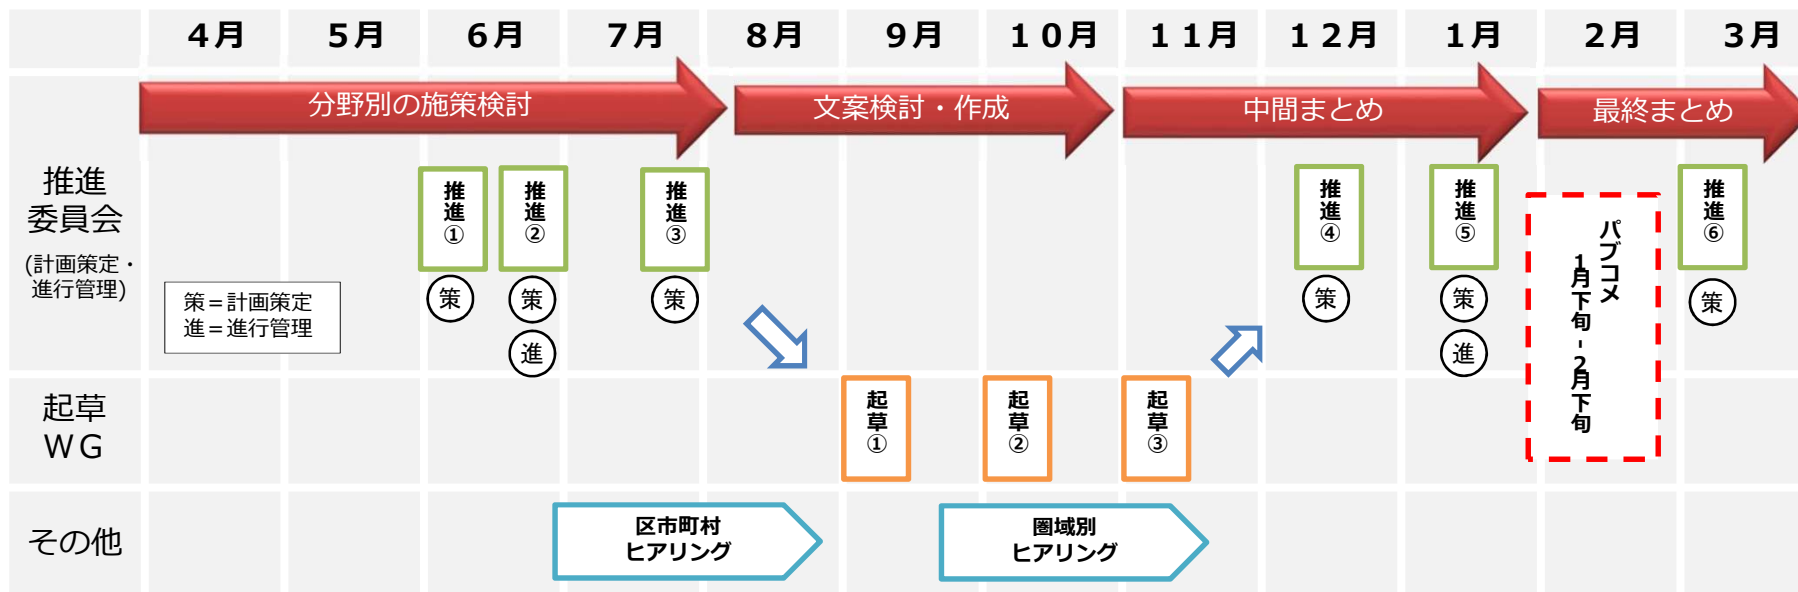 ４月 ５月 ６月 ７月 ８月 ９月 １０月 １１月 １２月 １月 ２月 ３月
分野別の施策検討
文案検討・作成
中間まとめ
最終まとめ
推進
委員会
(計画策定・
進行管理)
策＝計画策定
進＝進行管理
推進①
策
推進②
策
進
推進③
策
推進④
策
推進⑤
策
進
パブコメ
1月下旬-2月下旬
推進⑥
策
起草
ＷＧ
起草①
起草②
起草③
その他
区市町村
ヒアリング
圏域別
ヒアリング